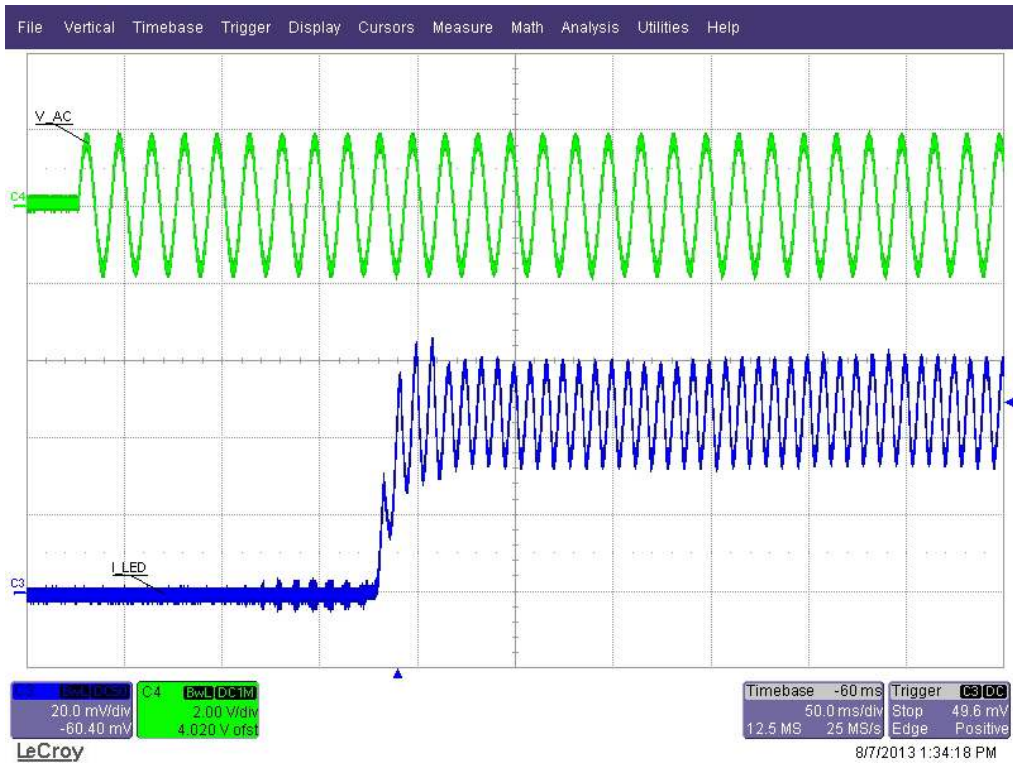 File Vertical Timebase Trigger Display Cursors Measure Math Analysis Utilities Help
V_AC
C4
I_LED
C3
C3 BwL DC50
20.0 mV/div
-60.40 mV
C4 BwL DC1M
2.00 V/div
4.020 V ofst
Timebase -60 ms
50.0 ms/div
12.5 MS 25 MS/s
Trigger C3 DC
Stop 49.6 mV
Edge Positive
LeCroy
8/7/2013 1:34:18 PM